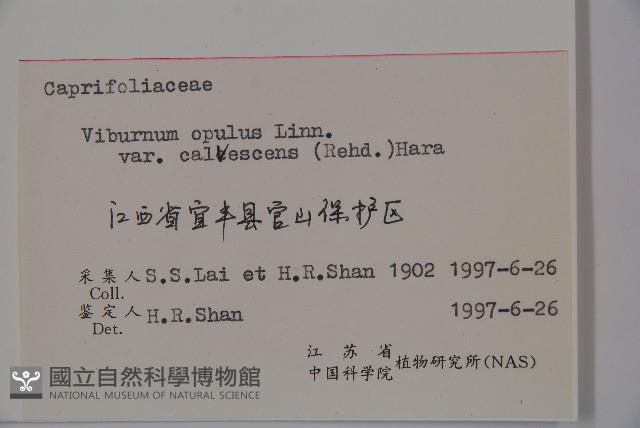 Caprifoliaceae
Viburnum opulus Linn.
var. calvescens (Rehd.)Hara
江西省宜丰县官山保护区
采集人 S.S.Lai et H.R.Shan 1902 1997-6-26
Coll.
鉴定人 H.R.Shan 1997-6-26
Det.
江苏省
中国科学院 植物研究所(NAS)
國立自然科學博物館
NATIONAL MUSEUM OF NATURAL SCIENCE